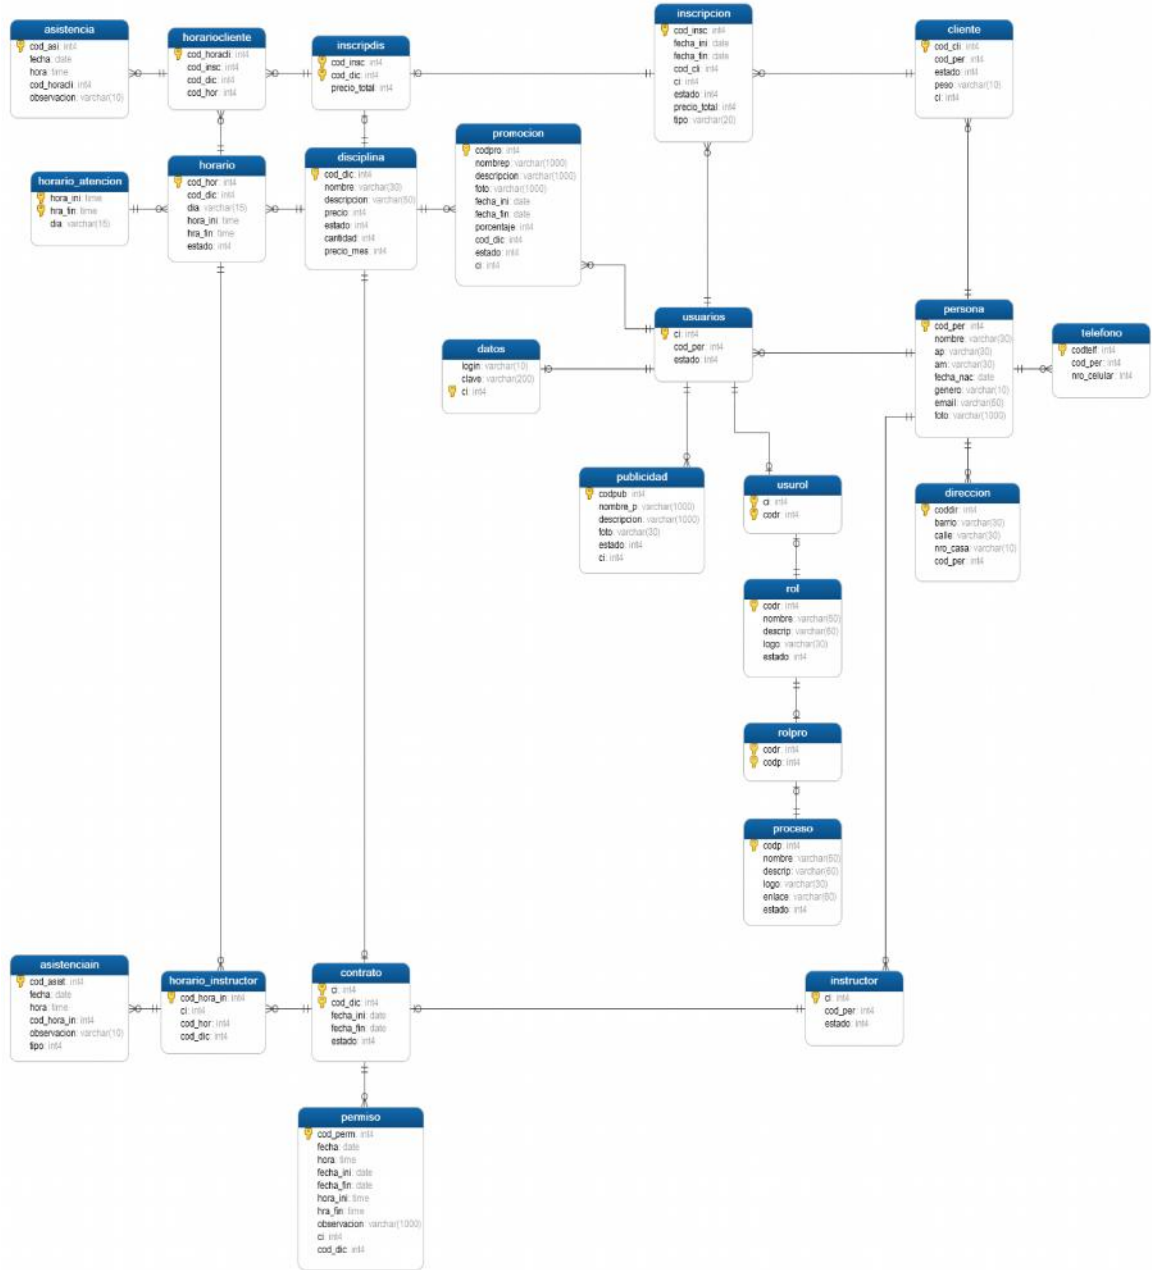 asistencia
cod_asi: int4
fecha: date
hora: time
cod_horacli: int4
observacion: varchar(10)
horariocliente
cod_horacli: int4
cod_insc: int4
cod_dic: int4
cod_hor: int4
inscripdis
cod_insc: int4
cod_dic: int4
precio_total: int4
inscripcion
cod_insc: int4
fecha_ini: date
fecha_fin: date
cod_cli: int4
ci: int4
estado: int4
precio_total: int4
tipo: varchar(20)
cliente
cod_cli: int4
cod_per: int4
estado: int4
peso: varchar(10)
ci: int4
horario_atencion
hora_ini: time
hra_fin: time
dia: varchar(15)
horario
cod_hor: int4
cod_dic: int4
dia: varchar(15)
hora_ini: time
hra_fin: time
estado: int4
disciplina
cod_dic: int4
nombre: varchar(30)
descripcion: varchar(50)
precio: int4
estado: int4
cantidad: int4
precio_mes: int4
promocion
codpro: int4
nombrep: varchar(1000)
descripcion: varchar(1000)
foto: varchar(1000)
fecha_ini: date
fecha_fin: date
porcentaje: int4
cod_dic: int4
estado: int4
ci: int4
usuarios
ci: int4
cod_per: int4
estado: int4
datos
login: varchar(10)
clave: varchar(200)
ci: int4
persona
cod_per: int4
nombre: varchar(30)
ap: varchar(30)
am: varchar(30)
fecha_nac: date
genero: varchar(10)
email: varchar(50)
foto: varchar(1000)
telefono
codtelf: int4
cod_per: int4
nro_celular: int4
publicidad
codpub: int4
nombre_p: varchar(1000)
descripcion: varchar(1000)
foto: varchar(30)
estado: int4
ci: int4
usurol
ci: int4
codr: int4
direccion
coddir: int4
barrio: varchar(30)
calle: varchar(30)
nro_casa: varchar(10)
cod_per: int4
rol
codr: int4
nombre: varchar(50)
descrip: varchar(60)
logo: varchar(30)
estado: int4
rolpro
codr: int4
codp: int4
proceso
codp: int4
nombre: varchar(50)
descrip: varchar(60)
logo: varchar(30)
enlace: varchar(60)
estado: int4
asistenciain
cod_asist: int4
fecha: date
hora: time
cod_hora_in: int4
observacion: varchar(10)
tipo: int4
horario_instructor
cod_hora_in: int4
ci: int4
cod_hor: int4
cod_dic: int4
contrato
ci: int4
cod_dic: int4
fecha_ini: date
fecha_fin: date
estado: int4
instructor
ci: int4
cod_per: int4
estado: int4
permiso
cod_perm: int4
fecha: date
hora: time
fecha_ini: date
fecha_fin: date
hora_ini: time
hra_fin: time
observacion: varchar(1000)
ci: int4
cod_dic: int4